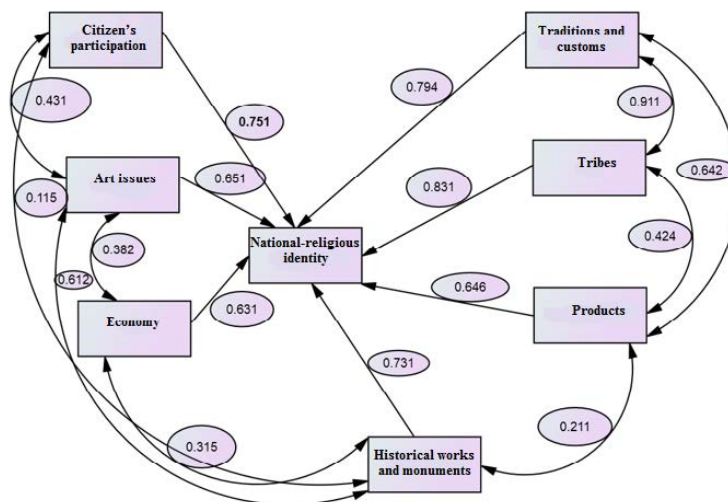 Citizen's
participation
Traditions and
customs
0.431
0.794
0.751
0.911
Art issues
0.651
Tribes
0.642
0.115
0.831
National-religious
identity
0.424
0.382
0.612
0.646
Economy
0.631
Products
0.731
0.315
0.211
Historical works
and monuments